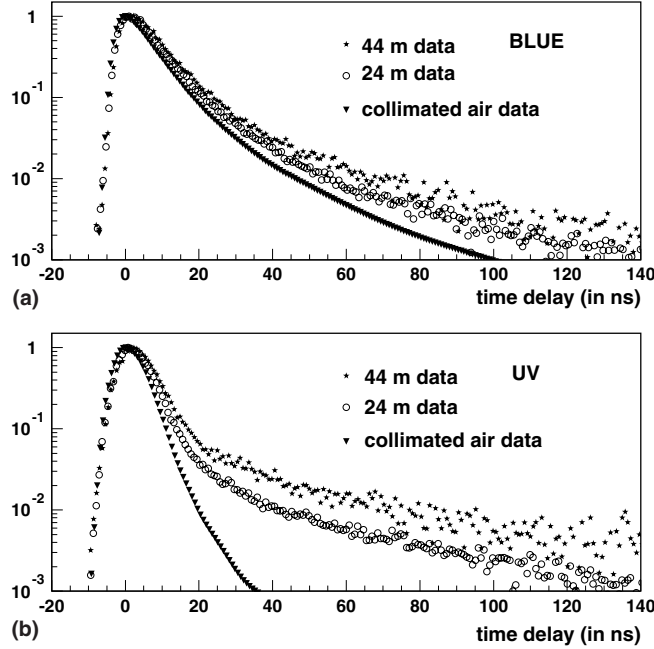 1
10⁻¹
10⁻²
10⁻³
BLUE
44 m data
24 m data
collimated air data
-20 0 20 40 60 80 100 120 140
(a) time delay (in ns)
1
10⁻¹
10⁻²
10⁻³
UV
44 m data
24 m data
collimated air data
-20 0 20 40 60 80 100 120 140
(b) time delay (in ns)